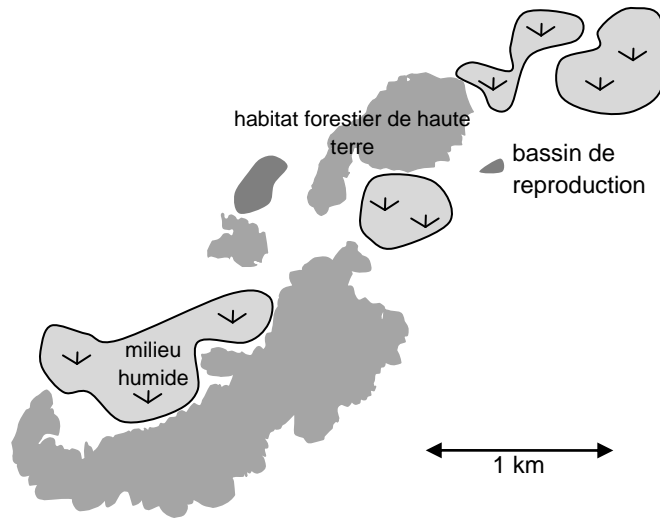 habitat forestier de haute
terre
bassin de
reproduction
milieu
humide
1 km